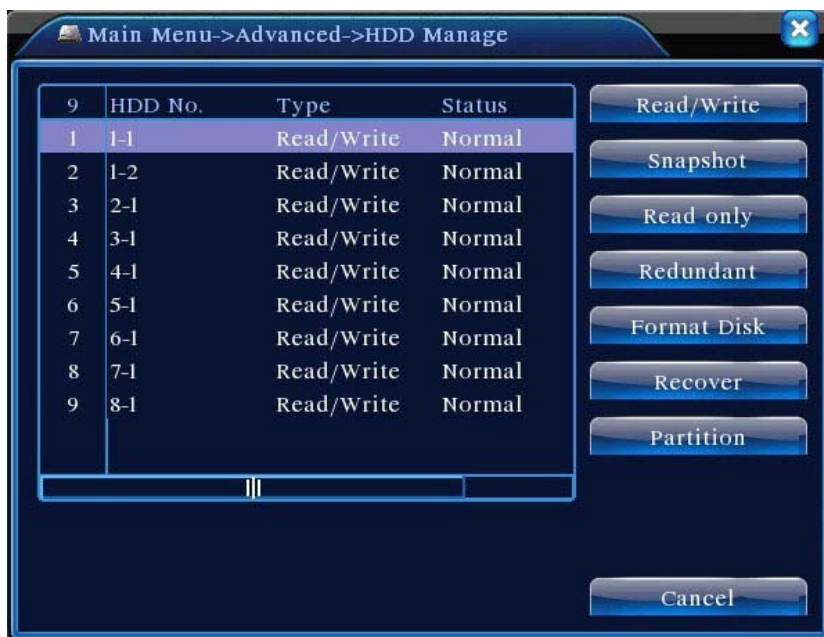 Main Menu->Advanced->HDD Manage
9 HDD No. Type Status
1 1-1 Read/Write Normal
2 1-2 Read/Write Normal
3 2-1 Read/Write Normal
4 3-1 Read/Write Normal
5 4-1 Read/Write Normal
6 5-1 Read/Write Normal
7 6-1 Read/Write Normal
8 7-1 Read/Write Normal
9 8-1 Read/Write Normal
Read/Write
Snapshot
Read only
Redundant
Format Disk
Recover
Partition
Cancel